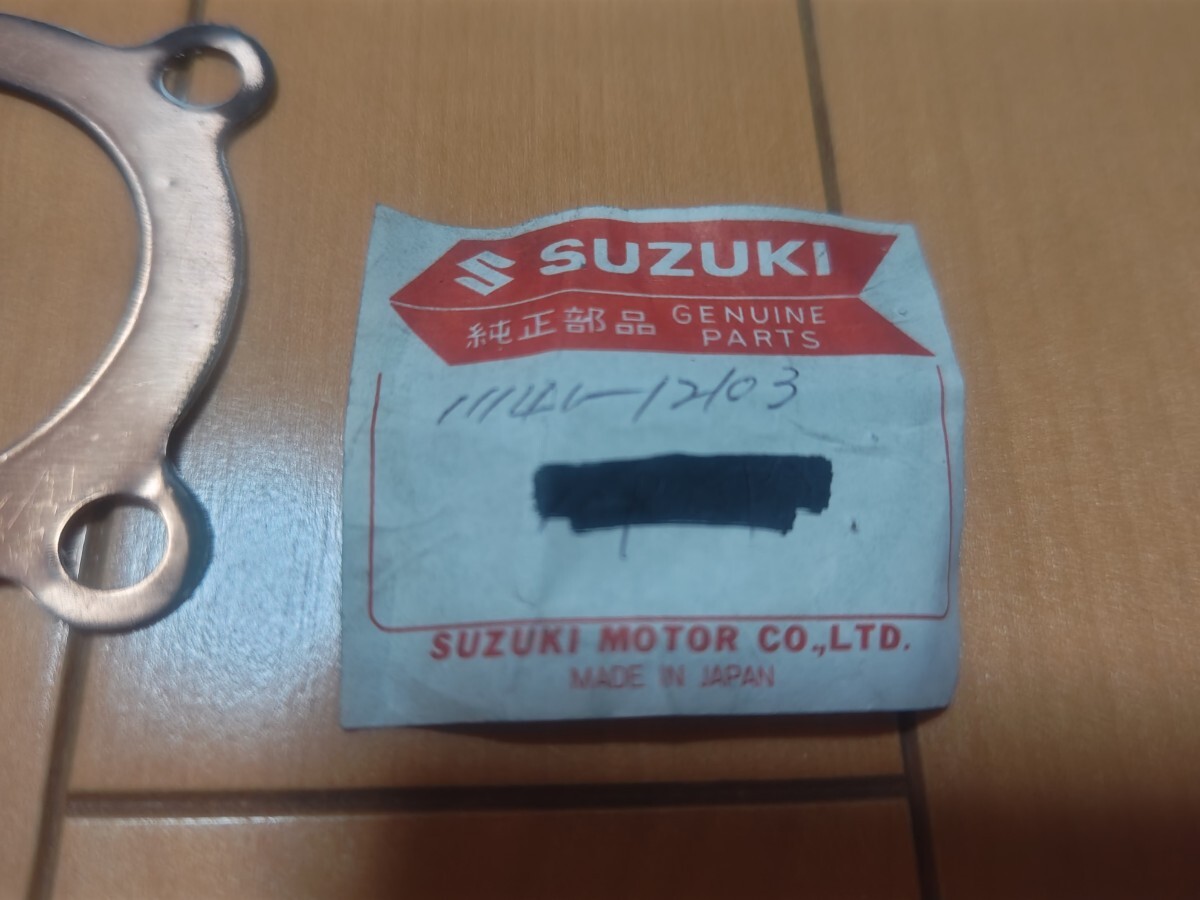 SUZUKI
純正部品 GENUINE PARTS
11141-12103
SUZUKI MOTOR CO.,LTD.
MADE IN JAPAN